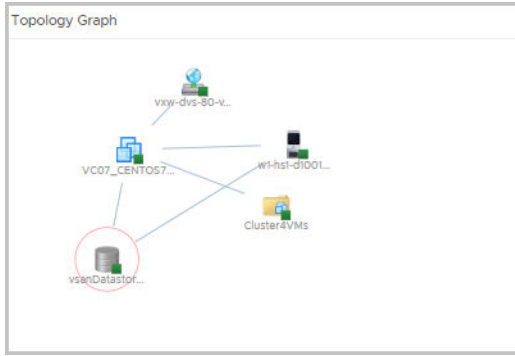 Topology Graph
vxw-dvs-80-v...
VC07_CENTOS7...
w1-hs1-d1001...
Cluster4VMs
vsanDatastor...